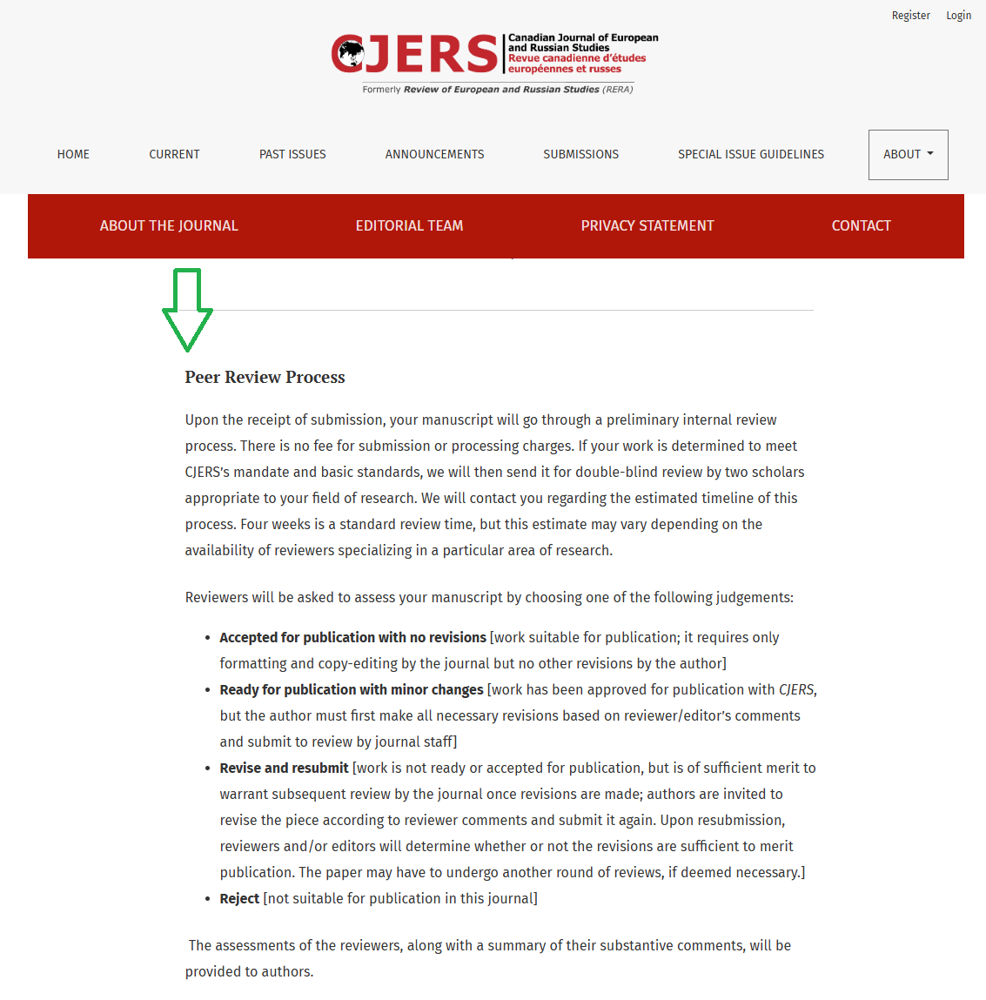 Register Login
CJERS
Canadian Journal of European
and Russian Studies
Revue canadienne d'études
européennes et russes
Formerly Review of European and Russian Studies (RERA)
HOME CURRENT PAST ISSUES ANNOUNCEMENTS SUBMISSIONS SPECIAL ISSUE GUIDELINES ABOUT
ABOUT THE JOURNAL EDITORIAL TEAM PRIVACY STATEMENT CONTACT
Peer Review Process
Upon the receipt of submission, your manuscript will go through a preliminary internal review
process. There is no fee for submission or processing charges. If your work is determined to meet
CJERS’s mandate and basic standards, we will then send it for double-blind review by two scholars
appropriate to your field of research. We will contact you regarding the estimated timeline of this
process. Four weeks is a standard review time, but this estimate may vary depending on the
availability of reviewers specializing in a particular area of research.
Reviewers will be asked to assess your manuscript by choosing one of the following judgements:
• Accepted for publication with no revisions [work suitable for publication; it requires only
formatting and copy-editing by the journal but no other revisions by the author]
• Ready for publication with minor changes [work has been approved for publication with CJERS,
but the author must first make all necessary revisions based on reviewer/editor’s comments
and submit to review by journal staff]
• Revise and resubmit [work is not ready or accepted for publication, but is of sufficient merit to
warrant subsequent review by the journal once revisions are made; authors are invited to
revise the piece according to reviewer comments and submit it again. Upon resubmission,
reviewers and/or editors will determine whether or not the revisions are sufficient to merit
publication. The paper may have to undergo another round of reviews, if deemed necessary.]
• Reject [not suitable for publication in this journal]
The assessments of the reviewers, along with a summary of their substantive comments, will be
provided to authors.